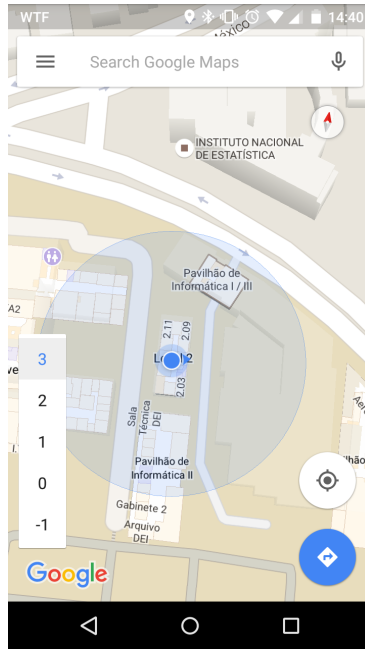 WTF
14:40
México
Search Google Maps
INSTITUTO NACIONAL
DE ESTATÍSTICA
Pavilhão de
Informática I / III
A2
2.11
2.09
2.03
3
2
1
0
-1
Sala
Técnica
DEI
Pavilhão de
Informática II
Gabinete 2
Arquivo
DEI
Google